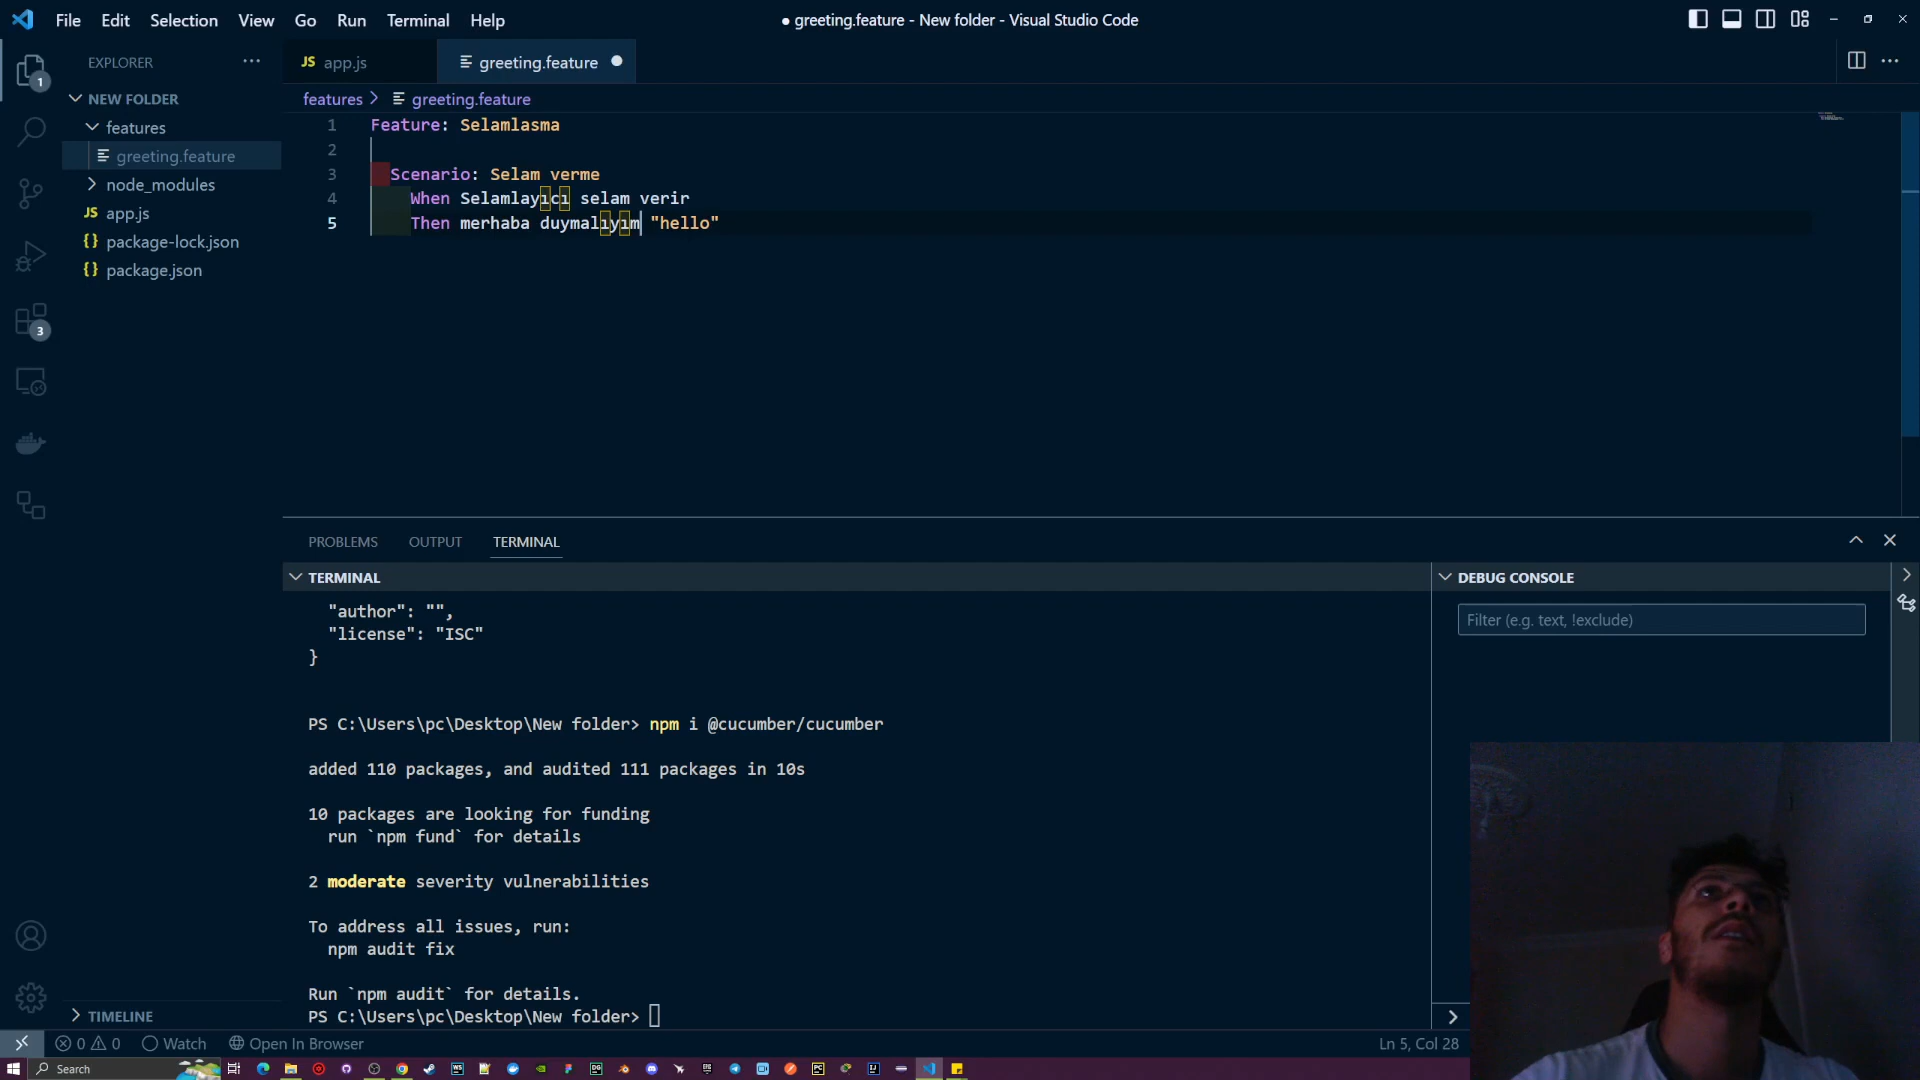 File Edit Selection View Go Run Terminal Help
● greeting.feature - New folder - Visual Studio Code
EXPLORER
1
JS app.js
greeting.feature
NEW FOLDER
features
greeting.feature
node_modules
JS app.js
{} package-lock.json
{} package.json
3
features > greeting.feature
1 Feature: Selamlasma
2
3 Scenario: Selam verme
4 When Selamlayıcı selam verir
5 Then merhaba duymalıyım "hello"
PROBLEMS OUTPUT TERMINAL
TERMINAL
"author": "",
"license": "ISC"
}
PS C:\Users\pc\Desktop\New folder> npm i @cucumber/cucumber
added 110 packages, and audited 111 packages in 10s
10 packages are looking for funding
run `npm fund` for details
2 moderate severity vulnerabilities
To address all issues, run:
npm audit fix
Run `npm audit` for details.
PS C:\Users\pc\Desktop\New folder>
DEBUG CONSOLE
Filter (e.g. text, !exclude)
TIMELINE
0 0 Watch Open In Browser
Ln 5, Col 28
Search